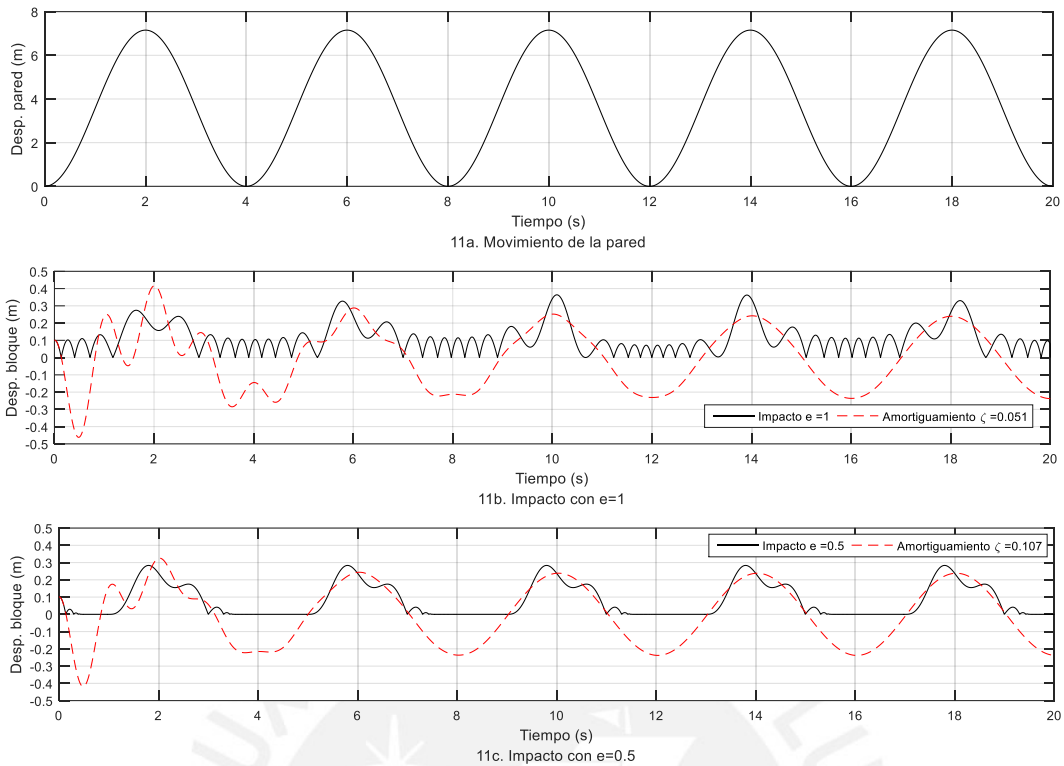 Desp. pared (m)
8
6
4
2
0
0 2 4 6 8 10 12 14 16 18 20
Tiempo (s)
11a. Movimiento de la pared
Desp. bloque (m)
0.5
0.4
0.3
0.2
0.1
0
-0.1
-0.2
-0.3
-0.4
-0.5
Impacto e =1 Amortiguamiento ζ =0.051
0 2 4 6 8 10 12 14 16 18 20
Tiempo (s)
11b. Impacto con e=1
Desp. bloque (m)
0.5
0.4
0.3
0.2
0.1
0
-0.1
-0.2
-0.3
-0.4
-0.5
Impacto e =0.5 Amortiguamiento ζ =0.107
0 2 4 6 8 10 12 14 16 18 20
Tiempo (s)
11c. Impacto con e=0.5